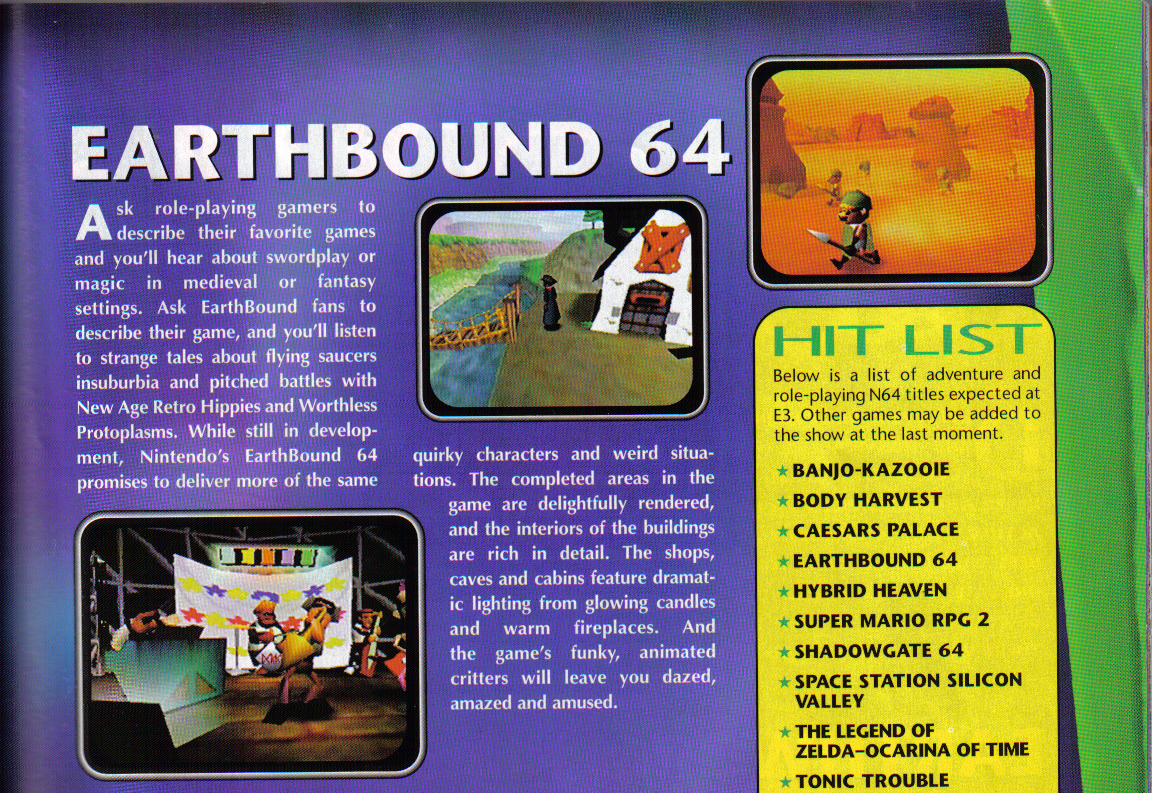 EARTHBOUND 64
Ask role-playing gamers to
describe their favorite games
and you'll hear about swordplay or
magic in medieval or fantasy
settings. Ask EarthBound fans to
describe their game, and you'll listen
to strange tales about flying saucers
insuburbia and pitched battles with
New Age Retro Hippies and Worthless
Protoplasms. While still in develop-
ment, Nintendo's EarthBound 64
promises to deliver more of the same
quirky characters and weird situa-
tions. The completed areas in the
game are delightfully rendered,
and the interiors of the buildings
are rich in detail. The shops,
caves and cabins feature dramat-
ic lighting from glowing candles
and warm fireplaces. And
the game's funky, animated
critters will leave you dazed,
amazed and amused.
HIT LIST
Below is a list of adventure and
role-playing N64 titles expected at
E3. Other games may be added to
the show at the last moment.
★ BANJO-KAZOOIE
★ BODY HARVEST
★ CAESARS PALACE
★ EARTHBOUND 64
★ HYBRID HEAVEN
★ SUPER MARIO RPG 2
★ SHADOWGATE 64
★ SPACE STATION SILICON
VALLEY
★ THE LEGEND OF
ZELDA–OCARINA OF TIME
★ TONIC TROUBLE